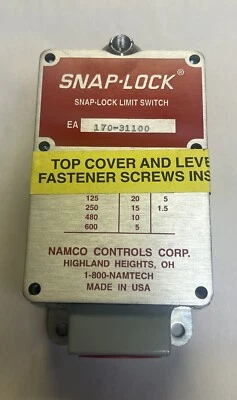 SNAP-LOCK®
SNAP-LOCK LIMIT SWITCH
EA 170-31100
TOP COVER AND LEVE
FASTENER SCREWS INS
125 20 5
250 15 1.5
480 10
600 5
NAMCO CONTROLS CORP.
HIGHLAND HEIGHTS, OH
1-800-NAMTECH
MADE IN USA